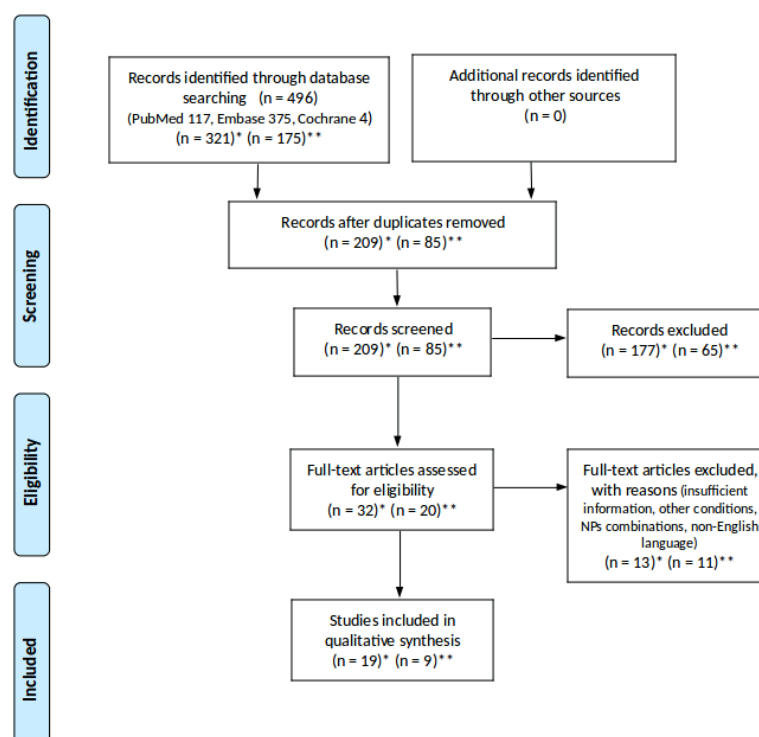 Identification
Records identified through database
searching (n = 496)
(PubMed 117, Embase 375, Cochrane 4)
(n = 321)* (n = 175)**
Additional records identified
through other sources
(n = 0)
Screening
Records after duplicates removed
(n = 209)* (n = 85)**
Records screened
(n = 209)* (n = 85)**
Records excluded
(n = 177)* (n = 65)**
Eligibility
Full-text articles assessed
for eligibility
(n = 32)* (n = 20)**
Full-text articles excluded,
with reasons (insufficient
information, other conditions,
NPs combinations, non-English
language)
(n = 13)* (n = 11)**
Included
Studies included in
qualitative synthesis
(n = 19)* (n = 9)**